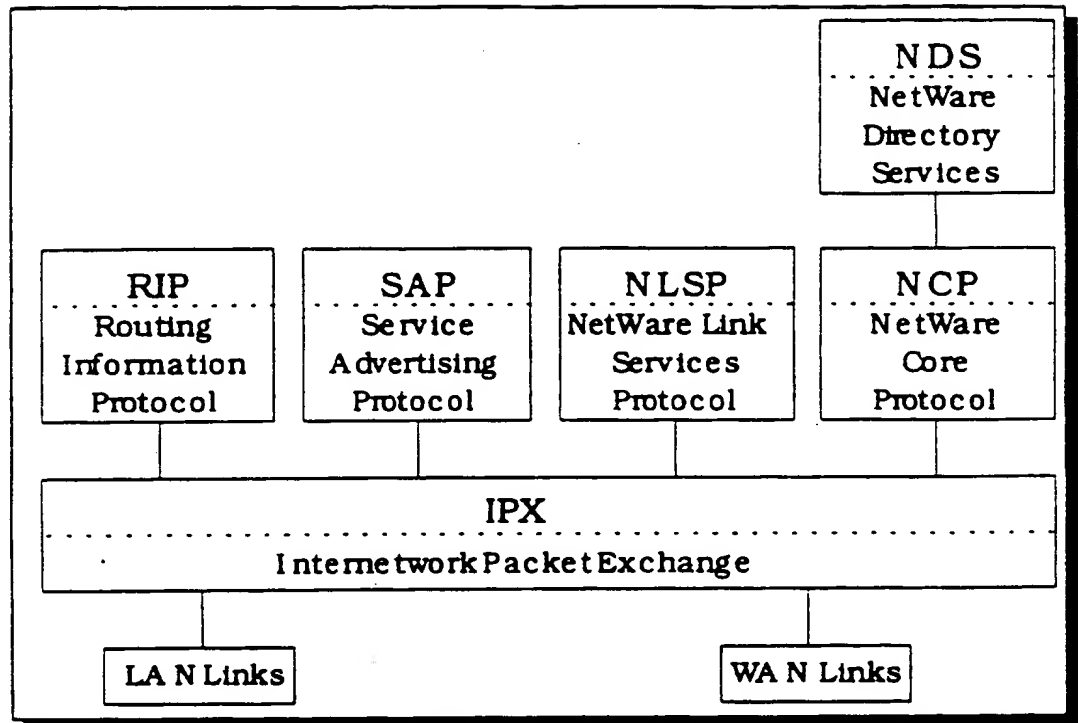 NDS
NetWare
Directory
Services
RIP
Routing
Information
Protocol
SAP
Service
Advertising
Protocol
NLSP
NetWare Link
Services
Protocol
NCP
NetWare
Core
Protocol
IPX
Internetwork Packet Exchange
LAN Links
WAN Links